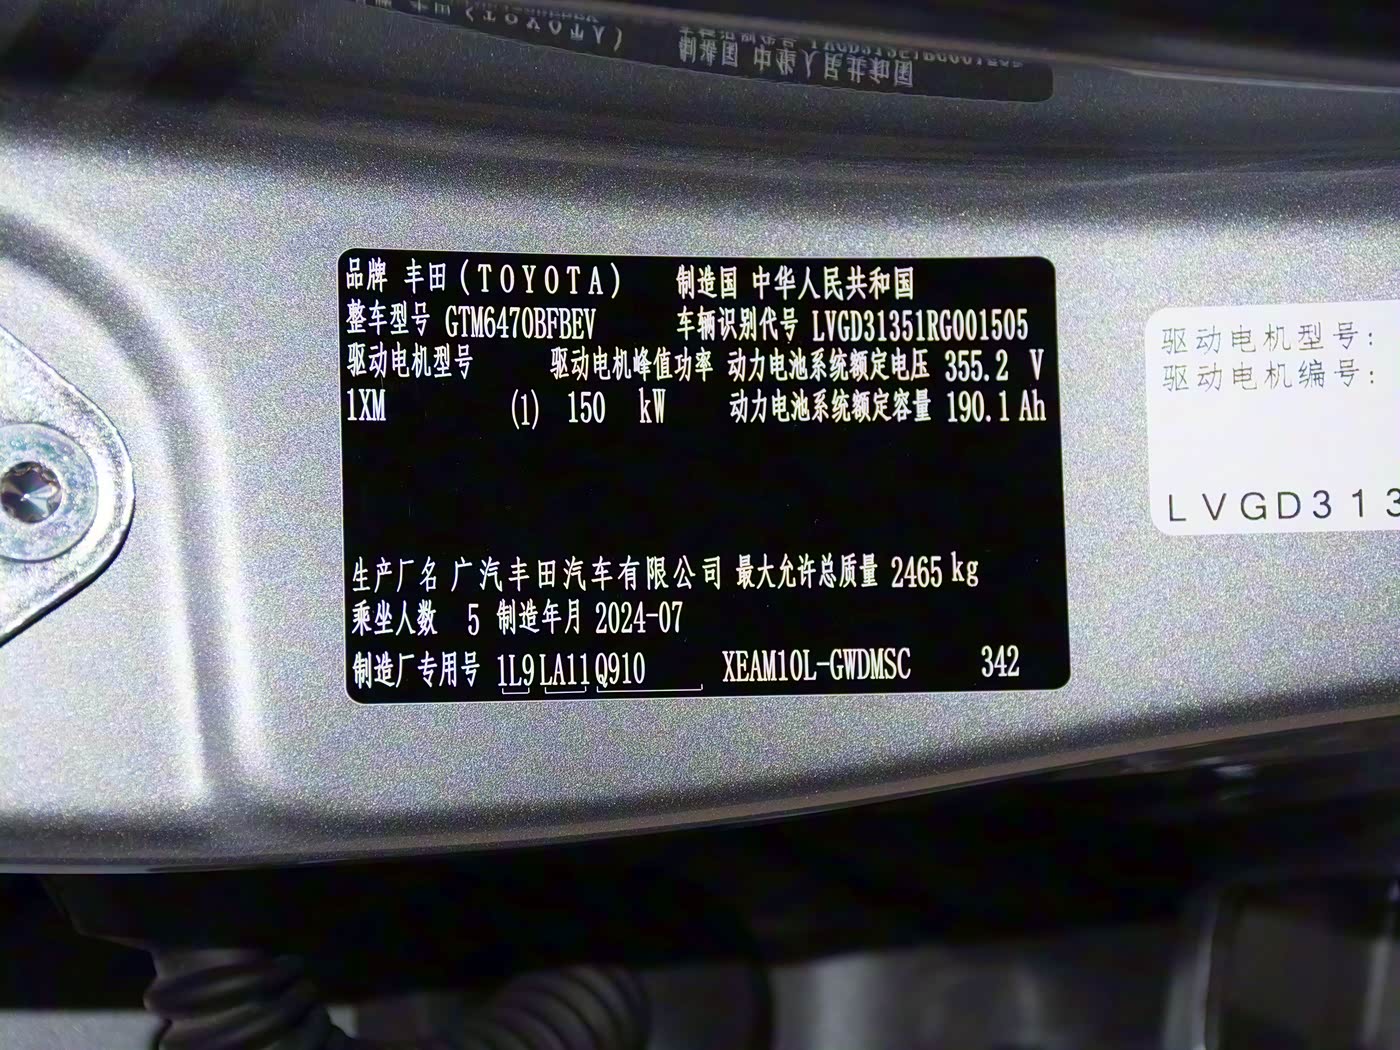 品牌 丰田(TOYOTA) 制造国 中华人民共和国
整车型号 GTM6470BFBEV 车辆识别代号 LVGD31351RG001505
驱动电机型号 驱动电机峰值功率 动力电池系统额定电压 355.2 V
1XM (1) 150 kW 动力电池系统额定容量 190.1 Ah
生产厂名 广汽丰田汽车有限公司 最大允许总质量 2465 kg
乘坐人数 5 制造年月 2024-07
制造厂专用号 1L9 LA11 Q910 XEAM10L-GWDMSC 342
驱动电机型号:
驱动电机编号:
LVGD313